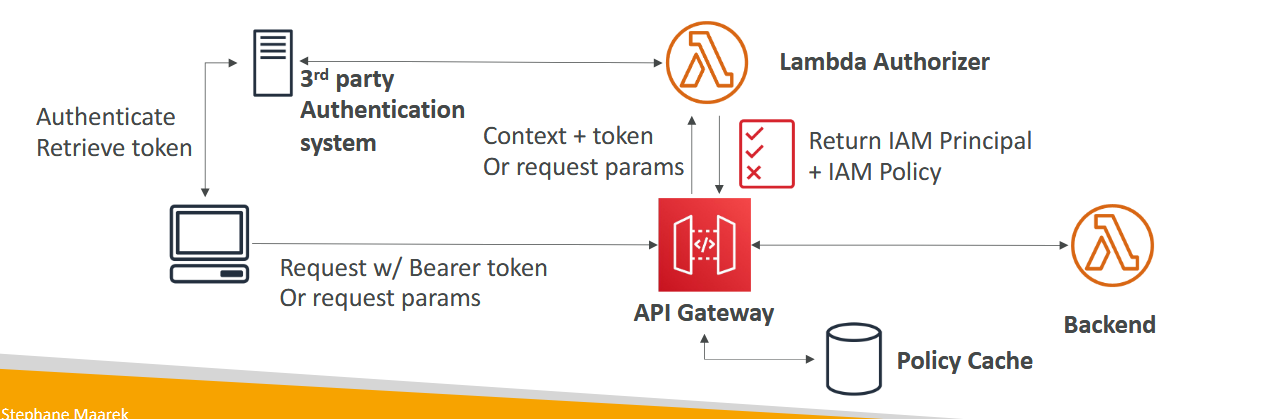 Lambda Authorizer
3rd party
Authentication
system
Authenticate
Retrieve token
Context + token
Or request params
Return IAM Principal
+ IAM Policy
</>
Request w/ Bearer token
Or request params
API Gateway
Backend
Policy Cache
Stephane Maarek